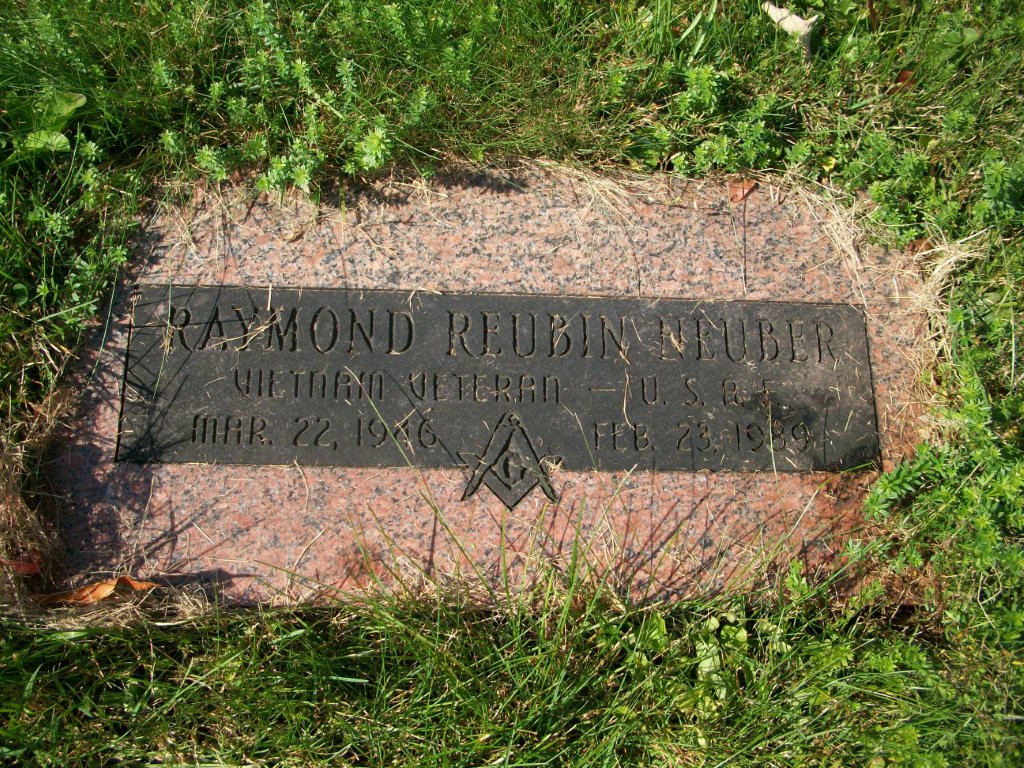 RAYMOND REUBIN NEUBER
VIETNAM VETERAN — U. S. A. F.
MAR. 22, 1946 FEB. 23, 1989
G